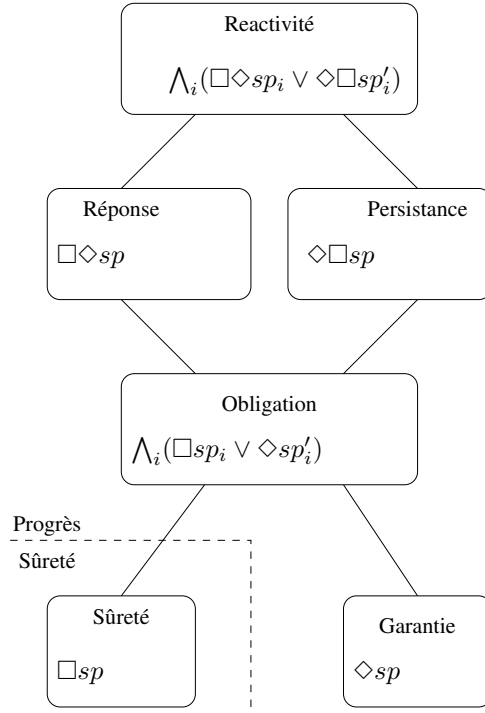 Reactivité
⋀ᵢ(□◇spᵢ ∨ ◇□sp′ᵢ)
Réponse
□◇sp
Persistance
◇□sp
Obligation
⋀ᵢ(□spᵢ ∨ ◇sp′ᵢ)
Progrès
Sûreté
Sûreté
□sp
Garantie
◇sp